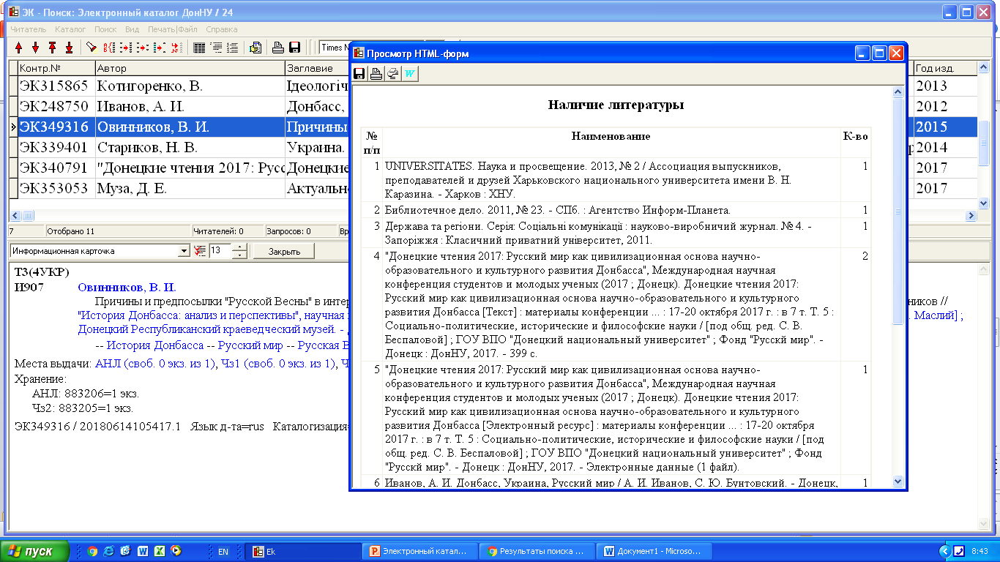 ЭК - Поиск: Электронный каталог ДонНУ / 24
Читатель Каталог Поиск Вид Печать|Файл Справка
Times N
Контр.№ Автор Заглавие Год изд.
ЭК315865 Котигоренко, В. Ідеологіч 2013
ЭК248750 Иванов, А. И. Донбасс, 2012
ЭК349316 Овинников, В. И. Причины 2015
ЭК339401 Стариков, Н. В. Украина. р 2014
ЭК340791 "Донецкие чтения 2017: Русс Донецкие 2017
ЭК353053 Муза, Д. Е. Актуально 2017
7 Отобрано 11 Читателей: 0 Запросов: 0 Вр
Информационная карточка 13 Закрыть
Т3(4УКР)
И907 Овинников, В. И.
Причины и предпосылки "Русской Весны" в интер ников //
"История Донбасса: анализ и перспективы", научная . Маслий] ;
Донецкий Республиканский краеведческий музей. - Д
-- История Донбасса -- Русский мир -- Русская В
Места выдачи: АНЛ (своб. 0 экз. из 1), Чз1 (своб. 0 экз. из 1), Ч
Хранение:
АНЛ: 883206=1 экз.
Чз2: 883205=1 экз.
ЭК349316 / 20180614105417.1 Язык д-та=rus Каталогизация=
Просмотр HTML-форм
Наличие литературы
№ п/п Наименование К-во
1 UNIVERSITATES. Наука и просвещение. 2013, № 2 / Ассоциация выпускников, 1
преподавателей и друзей Харьковского национального университета имени В. Н.
Каразина. - Харков : ХНУ.
2 Библиотечное дело. 2011, № 23. - СПб. : Агентство Информ-Планета. 1
3 Держава та регіони. Серія: Соціальні комунікації : науково-виробничий журнал. № 4. - 1
Запоріжжя : Класичний приватний університет, 2011.
4 "Донецкие чтения 2017: Русский мир как цивилизационная основа научно- 2
образовательного и культурного развития Донбасса", Международная научная
конференция студентов и молодых ученых (2017 ; Донецк). Донецкие чтения 2017:
Русский мир как цивилизационная основа научно-образовательного и культурного
развития Донбасса [Текст] : материалы конференции ... : 17-20 октября 2017 г. : в 7 т. Т. 5 :
Социально-политические, исторические и философские науки / [под общ. ред. С. В.
Беспаловой] ; ГОУ ВПО "Донецкий национальный университет" ; Фонд "Русскй мир". -
Донецк : ДонНУ, 2017. - 399 с.
5 "Донецкие чтения 2017: Русский мир как цивилизационная основа научно- 1
образовательного и культурного развития Донбасса", Международная научная
конференция студентов и молодых ученых (2017 ; Донецк). Донецкие чтения 2017:
Русский мир как цивилизационная основа научно-образовательного и культурного
развития Донбасса [Электронный ресурс] : материалы конференции ... : 17-20 октября
2017 г. : в 7 т. Т. 5 : Социально-политические, исторические и философские науки / [под
общ. ред. С. В. Беспаловой] ; ГОУ ВПО "Донецкий национальный университет" ; Фонд
"Русскй мир". - Донецк : ДонНУ, 2017. - Электронные данные (1 файл).
6 Иванов, А. И. Донбасс, Украина, Русский мир / А. И. Иванов, С. Ю. Бунтовский. - Донецк, 1
пуск EN Ek Электронный катал... Результаты поиска ... Документ1 - Microso... 8:43